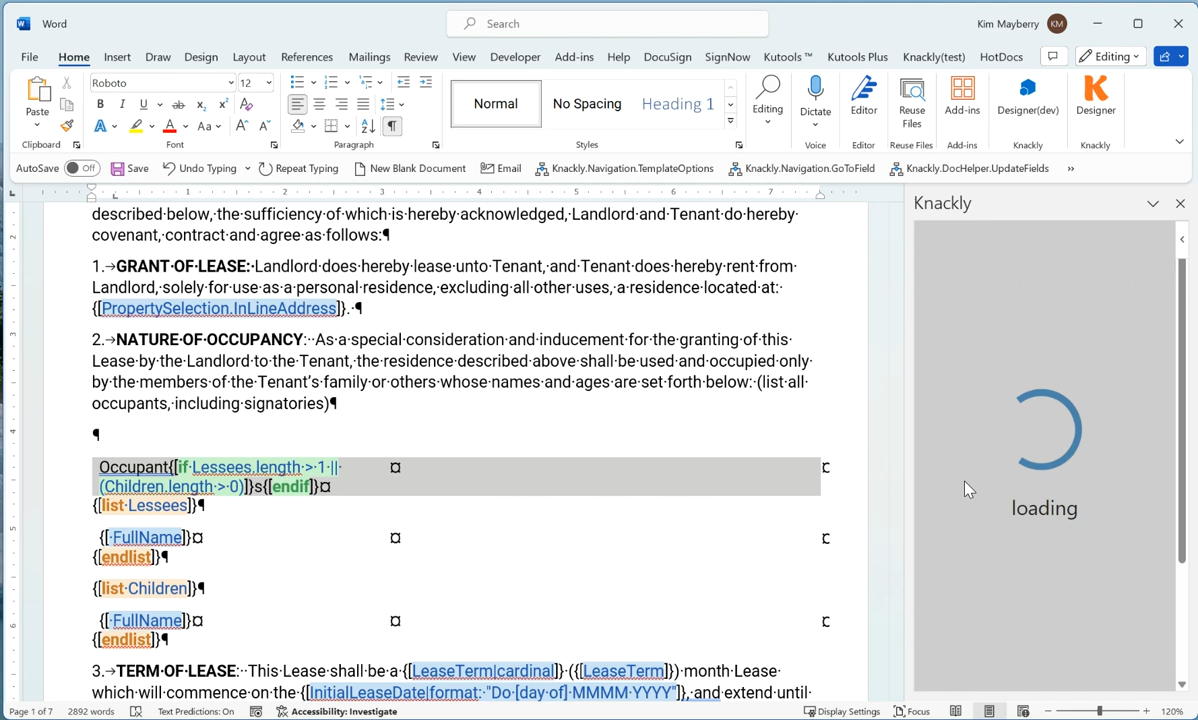 Word
Search
Kim Mayberry KM
File Home Insert Draw Design Layout References Mailings Review View Developer Add-ins Help DocuSign SignNow Kutools ™ Kutools Plus Knackly(test) HotDocs Editing
Paste
Roboto 12
Normal No Spacing Heading 1
Editing Dictate Editor Reuse Files Add-ins Designer(dev) Designer
Clipboard Font Paragraph Styles Voice Editor Reuse Files Add-ins Knackly Knackly
AutoSave Off Save Undo Typing Repeat Typing New Blank Document Email Knackly.Navigation.TemplateOptions Knackly.Navigation.GoToField Knackly.DocHelper.UpdateFields »
1 2 3 4 5 6 7
Knackly
described·below,·the·sufficiency·of·which·is·hereby·acknowledged,·Landlord·and·Tenant·do·hereby·
covenant,·contract·and·agree·as·follows:¶
1.→GRANT·OF·LEASE:·Landlord·does·hereby·lease·unto·Tenant,·and·Tenant·does·hereby·rent·from·
Landlord,·solely·for·use·as·a·personal·residence,·excluding·all·other·uses,·a·residence·located·at:·
{[PropertySelection.InLineAddress]}.·¶
2.→NATURE·OF·OCCUPANCY:··As·a·special·consideration·and·inducement·for·the·granting·of·this·
Lease·by·the·Landlord·to·the·Tenant,·the·residence·described·above·shall·be·used·and·occupied·only·
by·the·members·of·the·Tenant's·family·or·others·whose·names·and·ages·are·set·forth·below:·(list·all·
occupants,·including·signatories)¶
¶
Occupant{[if·Lessees.length·>·1·||·
(Children.length·>·0)]}s{[endif]}¤ ¤ ¤
{[list·Lessees]}¶
{[·FullName]}¤ ¤ ¤
{[endlist]}¶
{[list·Children]}¶
{[·FullName]}¤ ¤ ¤
{[endlist]}¶
3.→TERM·OF·LEASE:··This·Lease·shall·be·a·{[LeaseTerm|cardinal]}·({[LeaseTerm]})·month·Lease·
which·will·commence·on·the·{[InitialLeaseDate|format:·"Do·[day·of]·MMMM·YYYY"]},·and·extend·until·
loading
Page 1 of 7 2892 words Text Predictions: On Accessibility: Investigate Display Settings Focus 120%